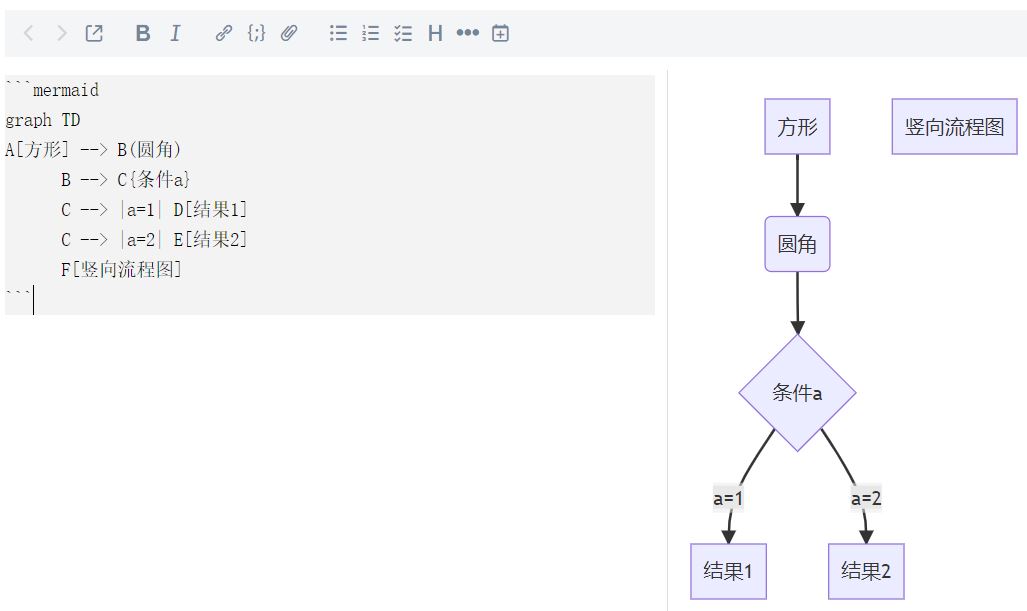 ```mermaid
graph TD
A[方形] --> B(圆角)
B --> C{条件a}
C --> |a=1| D[结果1]
C --> |a=2| E[结果2]
F[竖向流程图]
```
方形
竖向流程图
圆角
条件a
a=1
a=2
结果1
结果2